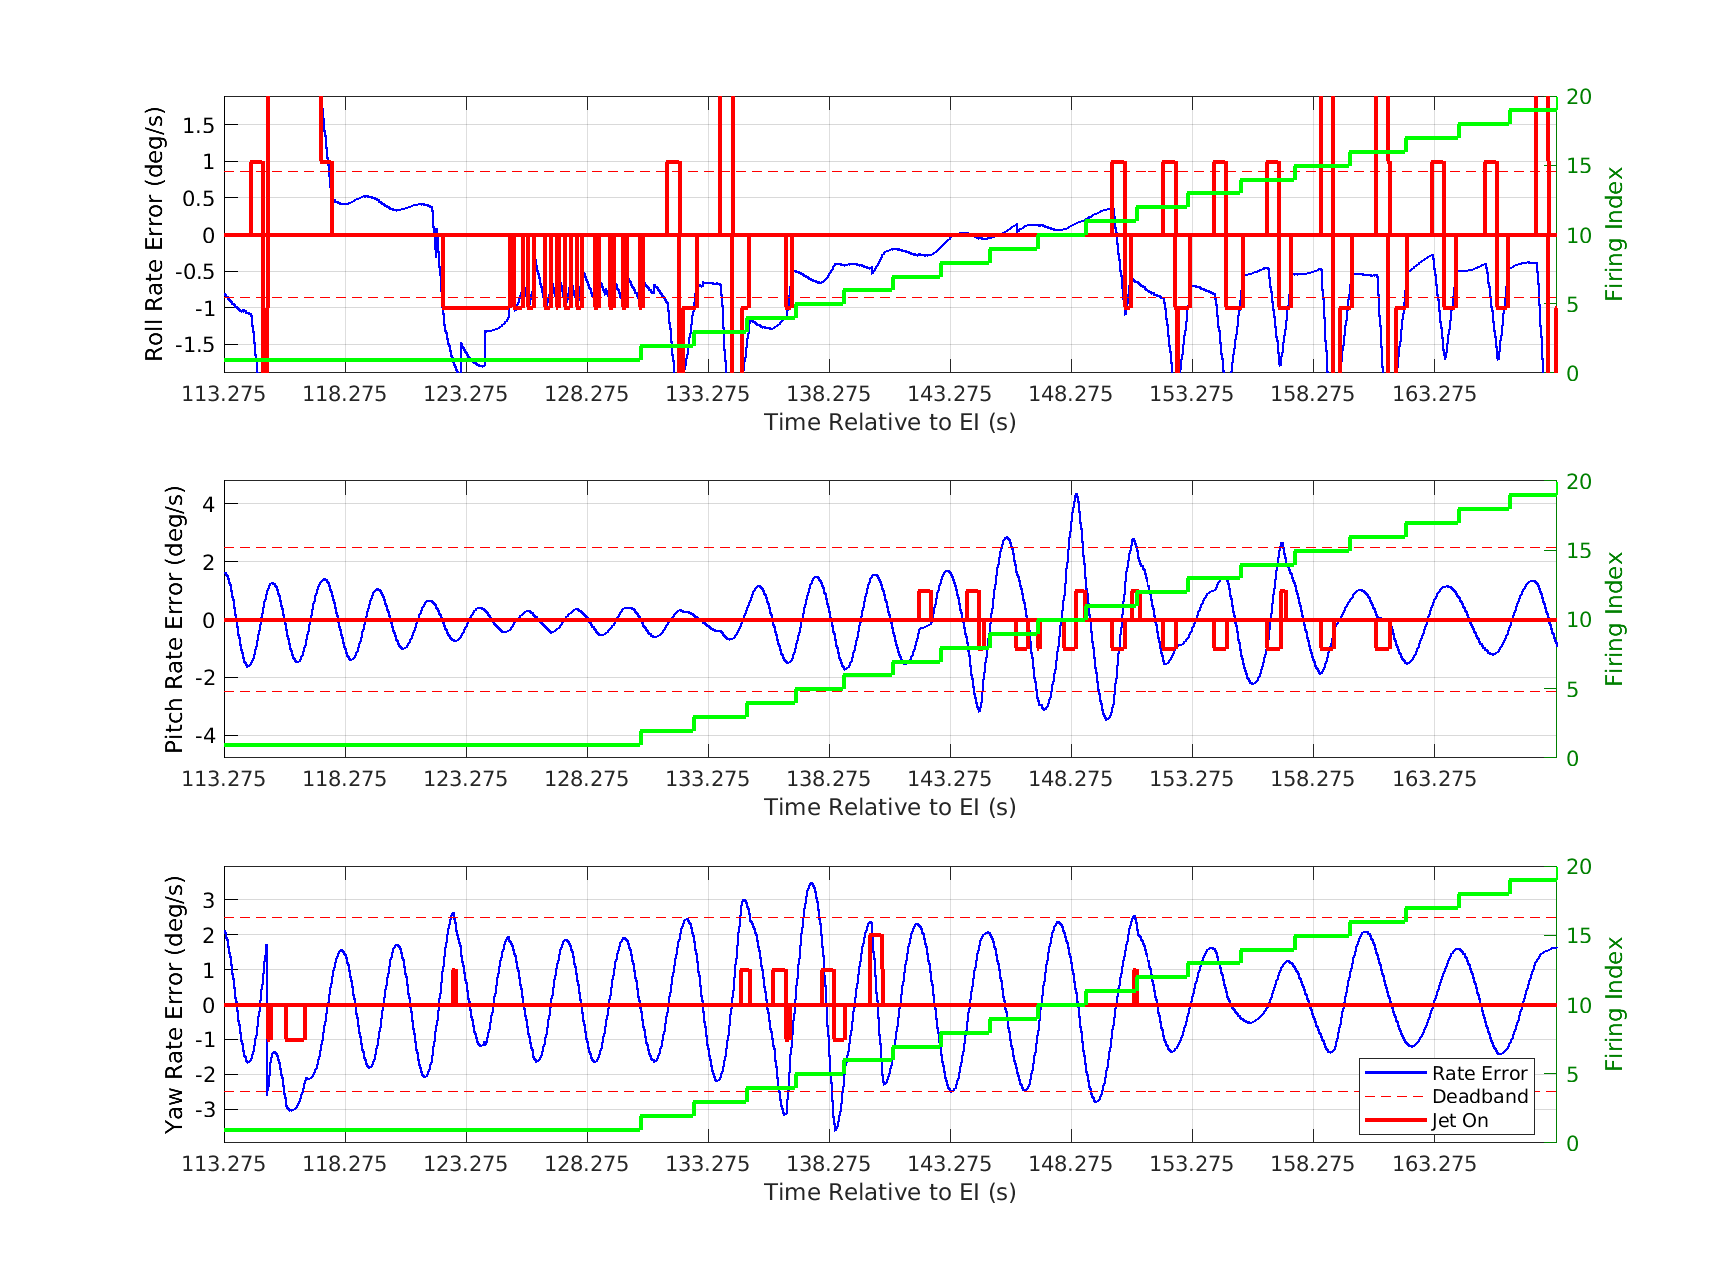 Roll Rate Error (deg/s)
1.5
1
0.5
0
-0.5
-1
-1.5
20
15
10
5
0
Firing Index
113.275 118.275 123.275 128.275 133.275 138.275 143.275 148.275 153.275 158.275 163.275
Time Relative to EI (s)
Pitch Rate Error (deg/s)
4
2
0
-2
-4
20
15
10
5
0
Firing Index
113.275 118.275 123.275 128.275 133.275 138.275 143.275 148.275 153.275 158.275 163.275
Time Relative to EI (s)
Yaw Rate Error (deg/s)
3
2
1
0
-1
-2
-3
20
15
10
5
0
Firing Index
Rate Error
Deadband
Jet On
113.275 118.275 123.275 128.275 133.275 138.275 143.275 148.275 153.275 158.275 163.275
Time Relative to EI (s)